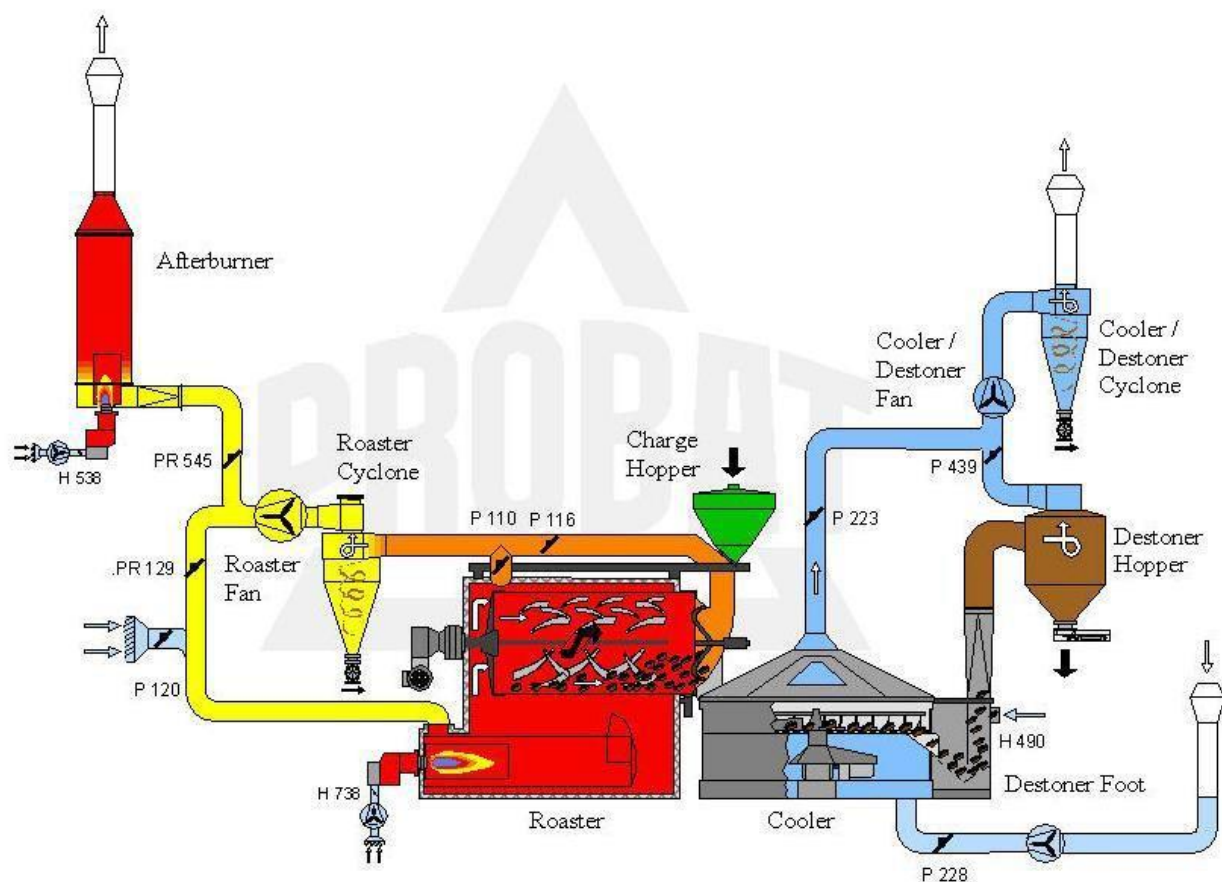 PROBAT
Afterburner
Cooler /
Destoner
Fan
Cooler /
Destoner
Cyclone
H 538
PR 545
Roaster
Cyclone
Charge
Hopper
P 439
P 110
P 116
P 223
Destoner
Hopper
.PR 129
Roaster
Fan
P 120
H 490
H 738
Destoner Foot
Roaster
Cooler
P 228